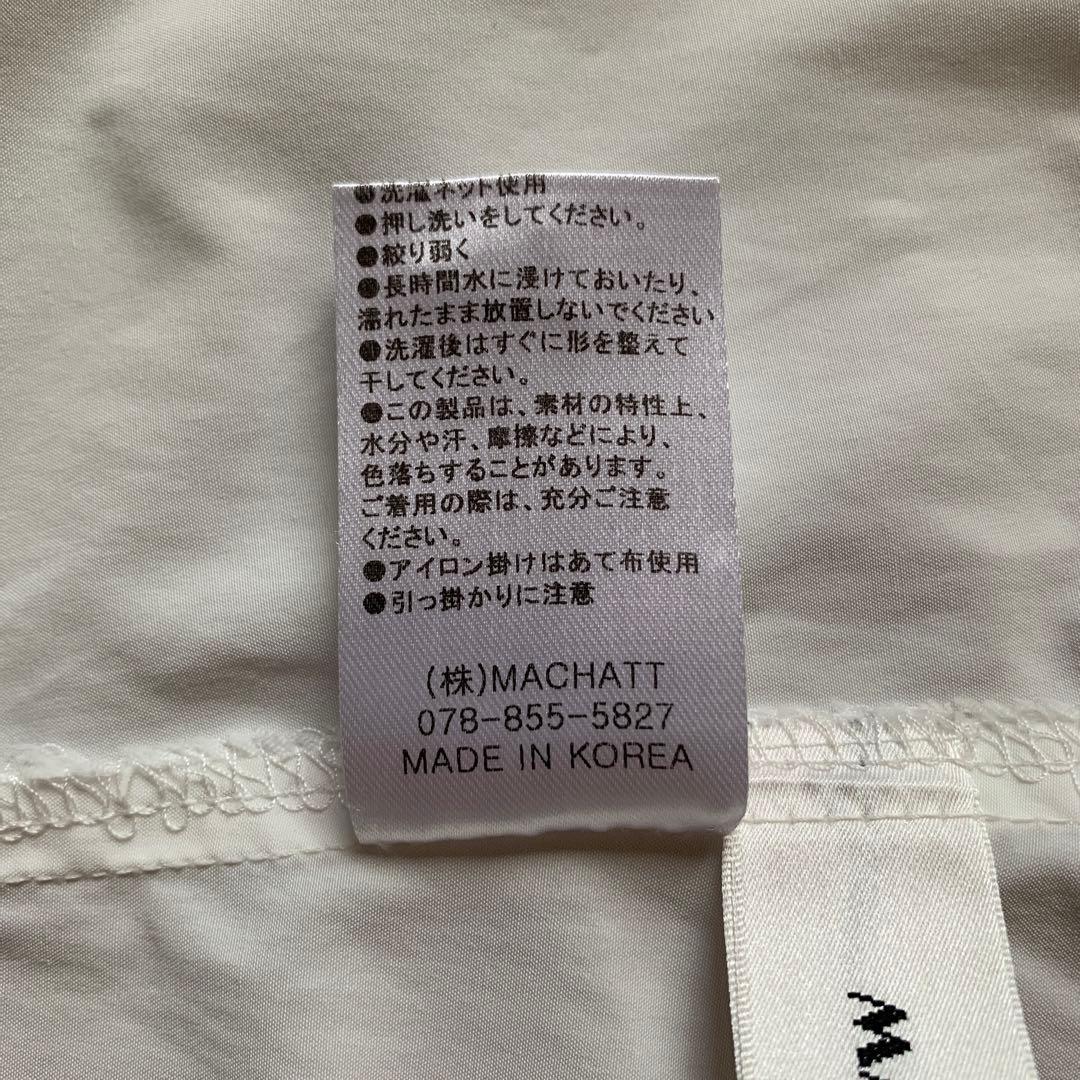 ●洗濯ネット使用
●押し洗いをしてください。
●絞り弱く
●長時間水に浸けておいたり、
濡れたまま放置しないでください
●洗濯後はすぐに形を整えて
干してください。
●この製品は、素材の特性上、
水分や汗、摩擦などにより、
色落ちすることがあります。
ご着用の際は、充分ご注意
ください。
●アイロン掛けはあて布使用
●引っ掛かりに注意
(株)MACHATT
078-855-5827
MADE IN KOREA